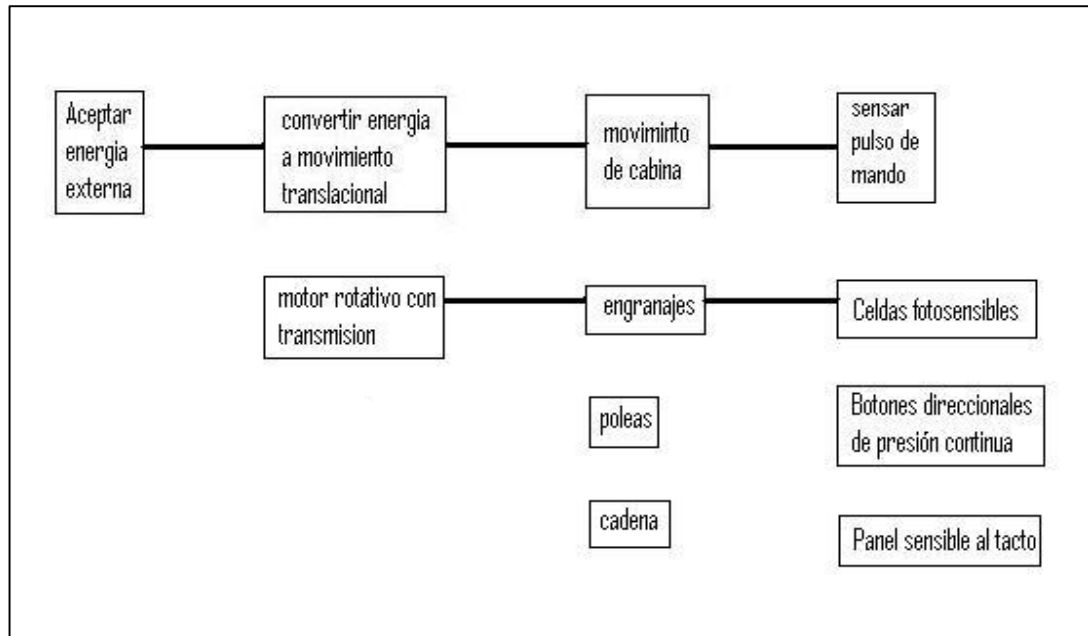 Aceptar
energia
externa
convertir energia
a movimiento
translacional
moviminto
de cabina
sensar
pulso de
mando
motor rotativo con
transmision
engranajes
Celdas fotosensibles
poleas
Botones direccionales
de presión continua
cadena
Panel sensible al tacto